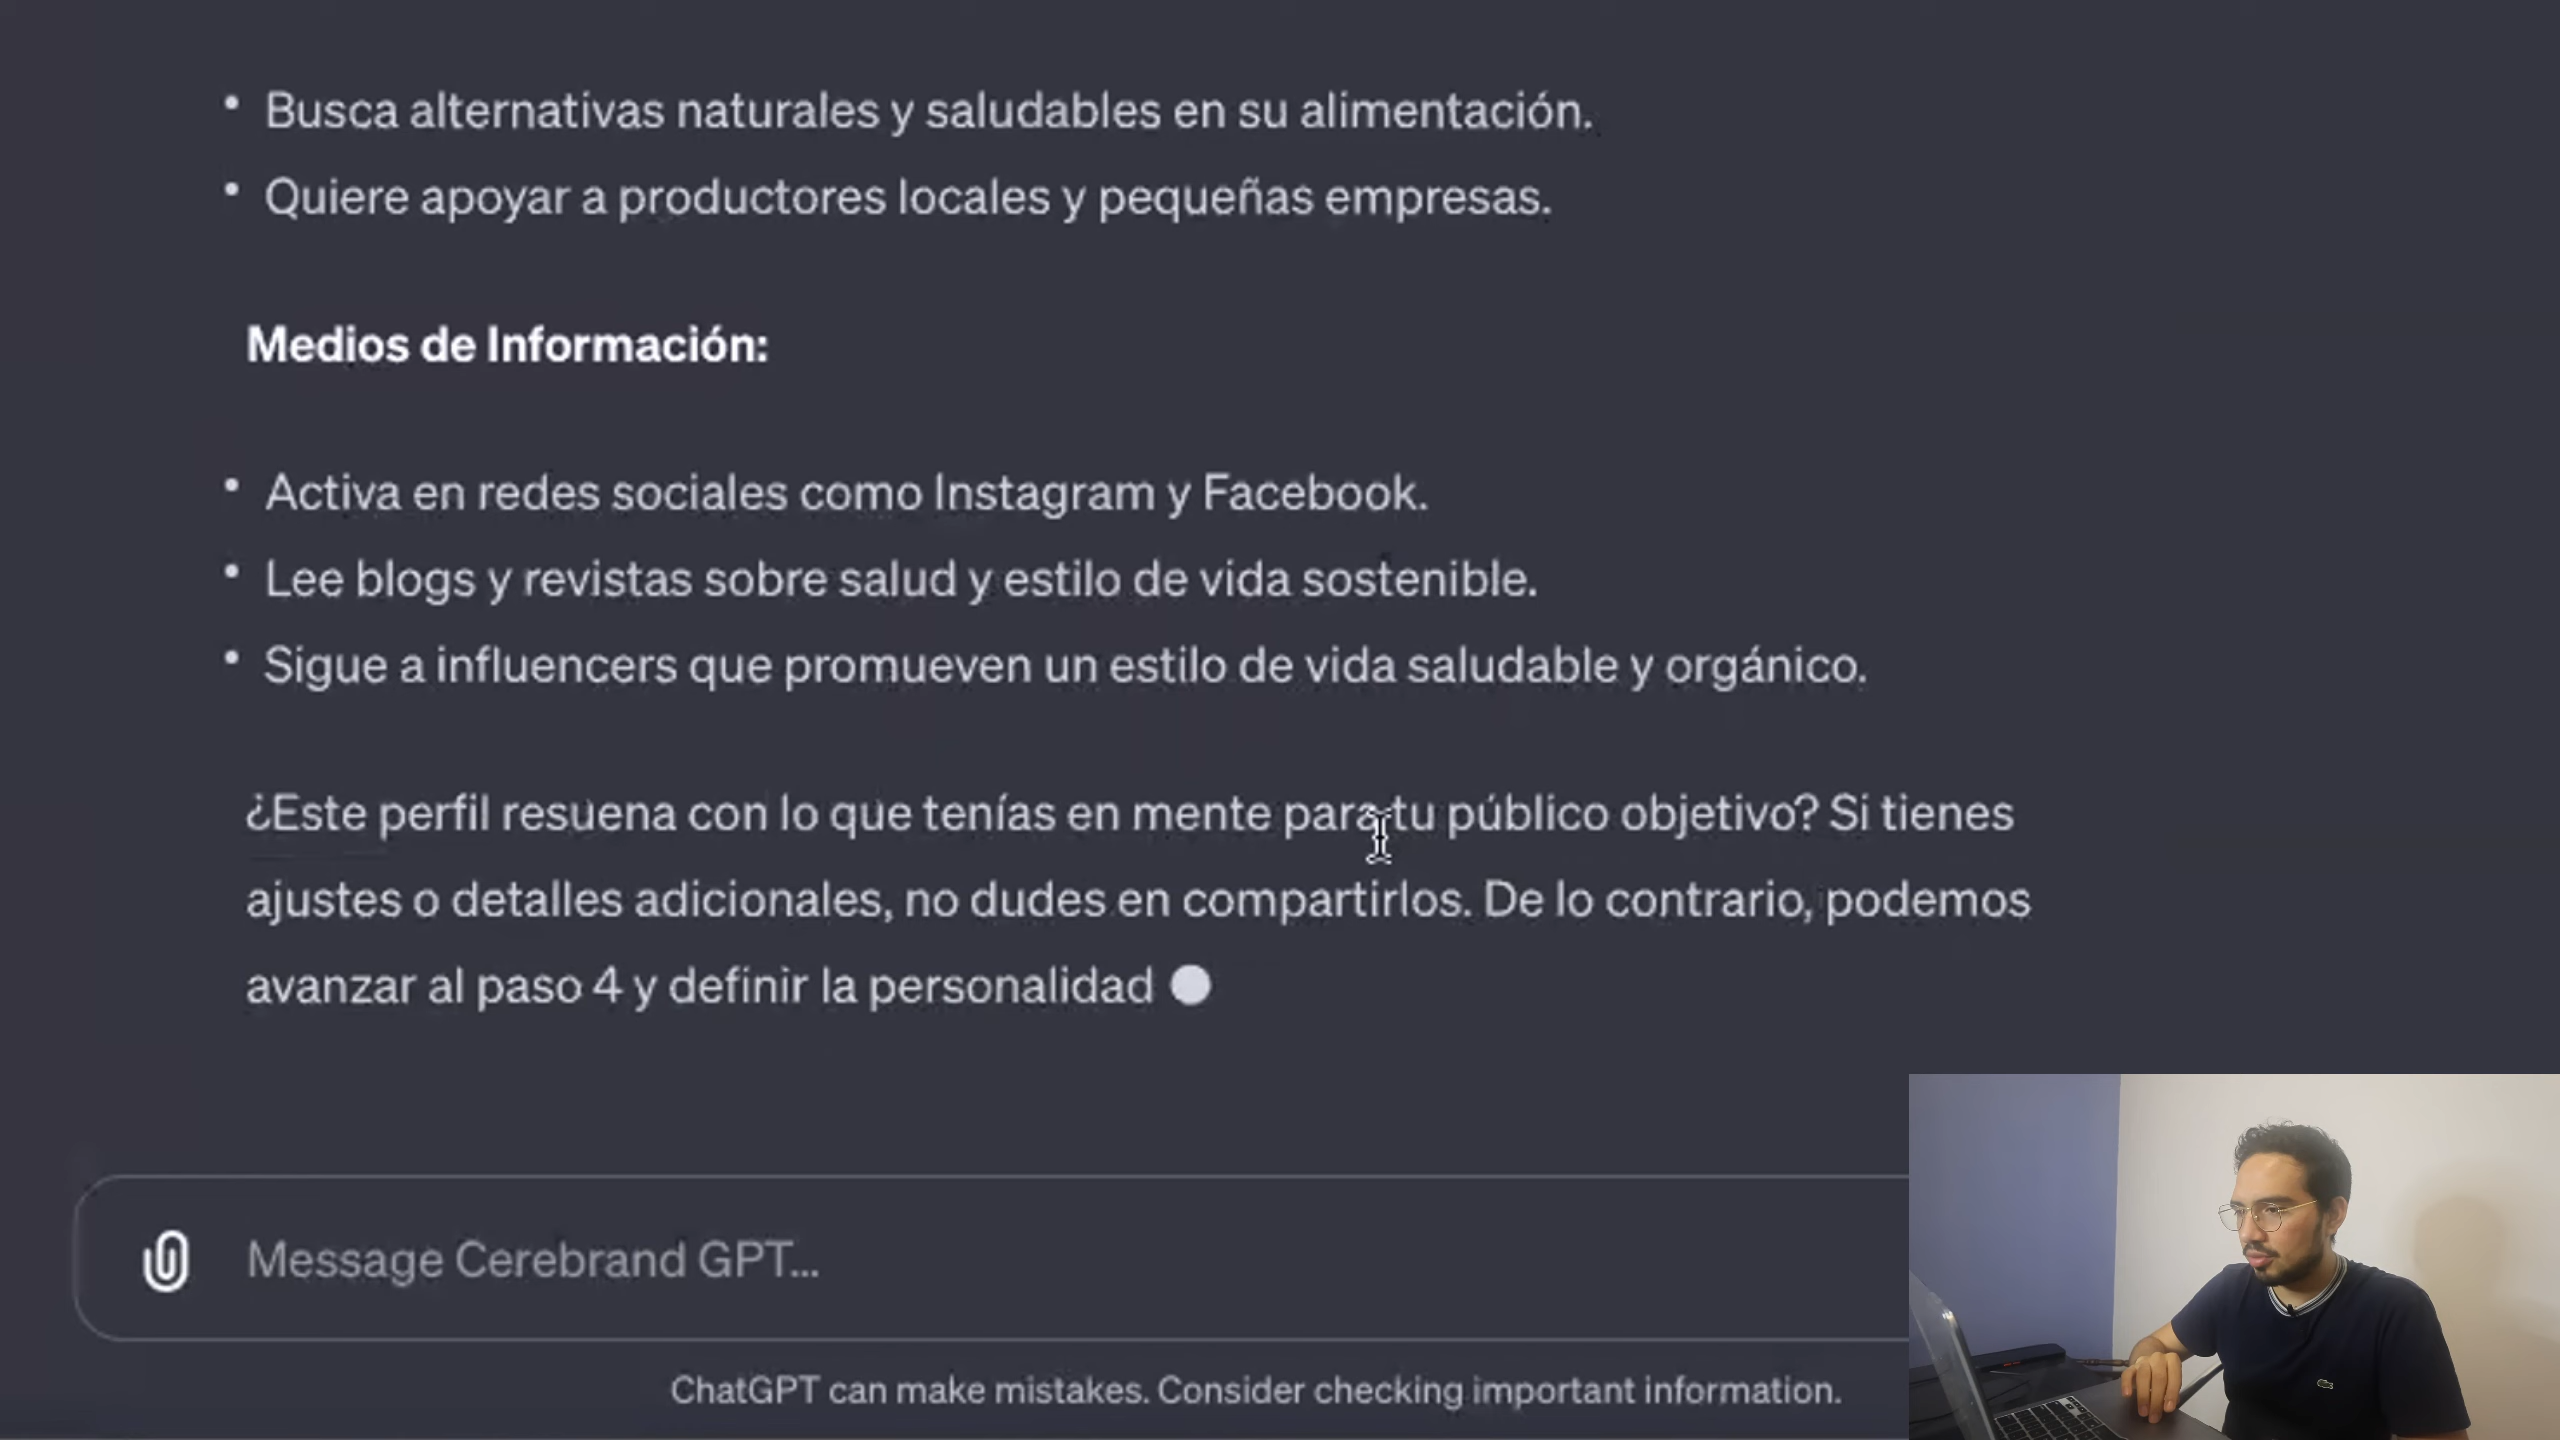 • Busca alternativas naturales y saludables en su alimentación.
• Quiere apoyar a productores locales y pequeñas empresas.
Medios de Información:
• Activa en redes sociales como Instagram y Facebook.
• Lee blogs y revistas sobre salud y estilo de vida sostenible.
• Sigue a influencers que promueven un estilo de vida saludable y orgánico.
¿Este perfil resuena con lo que tenías en mente para tu público objetivo? Si tienes
ajustes o detalles adicionales, no dudes en compartirlos. De lo contrario, podemos
avanzar al paso 4 y definir la personalidad
Message Cerebrand GPT...
ChatGPT can make mistakes. Consider checking important information.